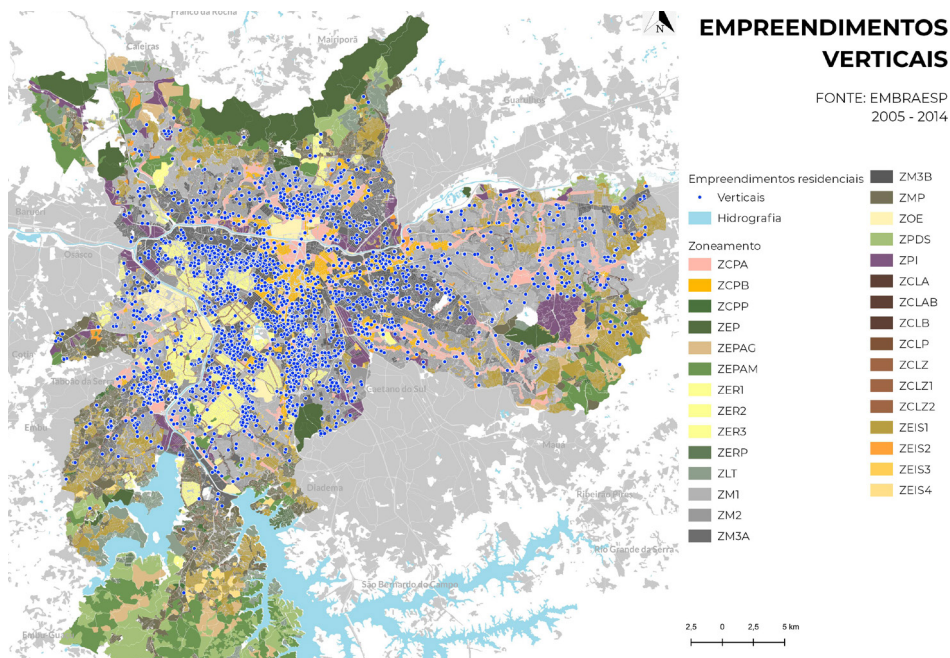 EMPREENDIMENTOS
VERTICAIS
FONTE: EMBRAESP
2005 - 2014
Empreendimentos residenciais
Verticais
Hidrografia
Zoneamento
ZCPA
ZCPB
ZCPP
ZEP
ZEPAG
ZEPAM
ZER1
ZER2
ZER3
ZERP
ZLT
ZM1
ZM2
ZM3A
ZM3B
ZMP
ZOE
ZPDS
ZPI
ZCLA
ZCLAB
ZCLB
ZCLP
ZCLZ
ZCLZ1
ZCLZ2
ZEIS1
ZEIS2
ZEIS3
ZEIS4
2,5 0 2,5 5 km
N
Franco da Rocha
Mairiporã
Caieiras
Guarulhos
Barueri
Osasco
Taboão da Serra
Caetano do Sul
Embu
Mauá
Diadema
Ribeirão Pires
Rio Grande da Serra
São Bernardo do Campo